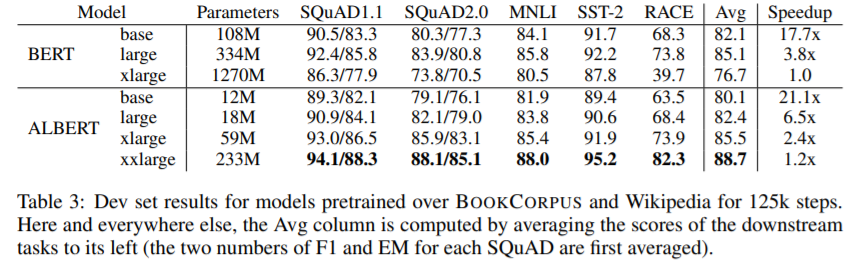 Model Parameters SQuAD1.1 SQuAD2.0 MNLI SST-2 RACE Avg Speedup
base 108M 90.5/83.3 80.3/77.3 84.1 91.7 68.3 82.1 17.7x
BERT large 334M 92.4/85.8 83.9/80.8 85.8 92.2 73.8 85.1 3.8x
xlarge 1270M 86.3/77.9 73.8/70.5 80.5 87.8 39.7 76.7 1.0
base 12M 89.3/82.1 79.1/76.1 81.9 89.4 63.5 80.1 21.1x
ALBERT large 18M 90.9/84.1 82.1/79.0 83.8 90.6 68.4 82.4 6.5x
xlarge 59M 93.0/86.5 85.9/83.1 85.4 91.9 73.9 85.5 2.4x
xxlarge 233M 94.1/88.3 88.1/85.1 88.0 95.2 82.3 88.7 1.2x
Table 3: Dev set results for models pretrained over BOOKCORPUS and Wikipedia for 125k steps.
Here and everywhere else, the Avg column is computed by averaging the scores of the downstream
tasks to its left (the two numbers of F1 and EM for each SQuAD are first averaged).